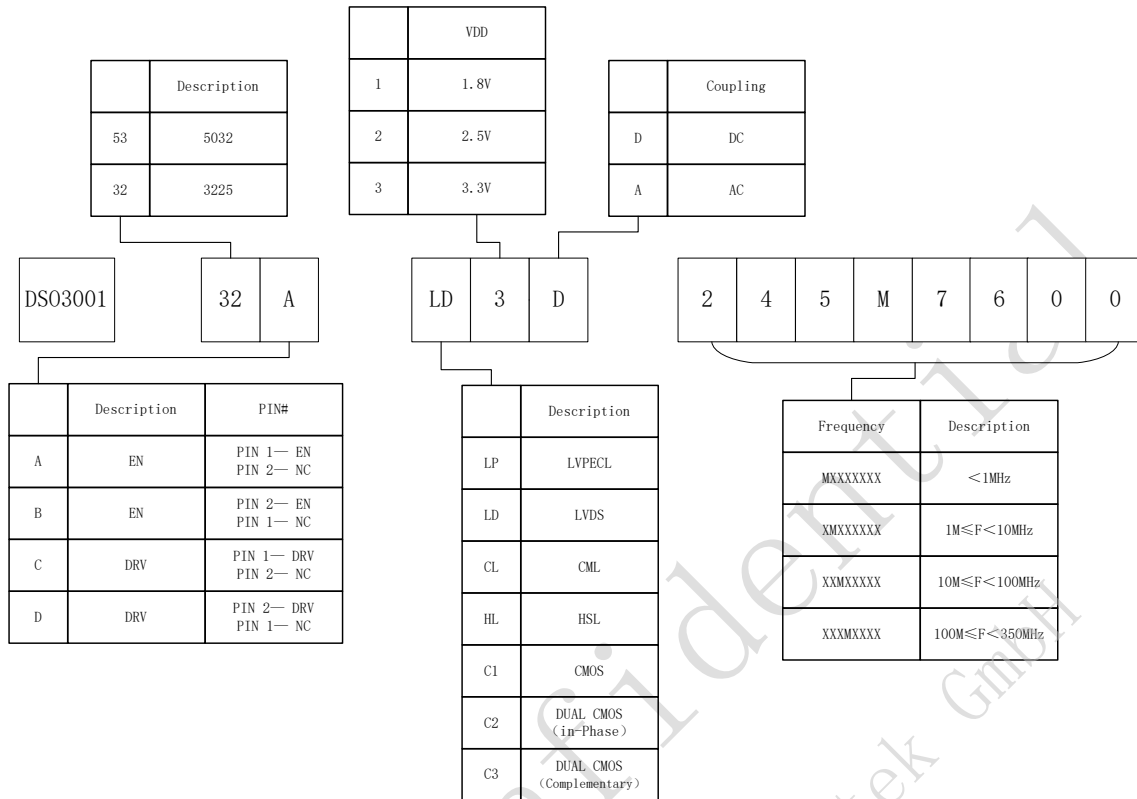 VDD
1 1.8V
2 2.5V
3 3.3V
Description
53 5032
32 3225
Coupling
D DC
A AC
DSO3001 32 A LD 3 D 2 4 5 M 7 6 0 0
Description PIN#
A EN PIN 1— EN
PIN 2— NC
B EN PIN 2— EN
PIN 1— NC
C DRV PIN 1— DRV
PIN 2— NC
D DRV PIN 2— DRV
PIN 1— NC
Description
LP LVPECL
LD LVDS
CL CML
HL HSL
C1 CMOS
C2 DUAL CMOS
(in-Phase)
C3 DUAL CMOS
(Complementary)
Frequency Description
MXXXXXXX <1MHz
XMXXXXXX 1M≤F<10MHz
XXMXXXXX 10M≤F<100MHz
XXXMXXXX 100M≤F<350MHz
GmbH